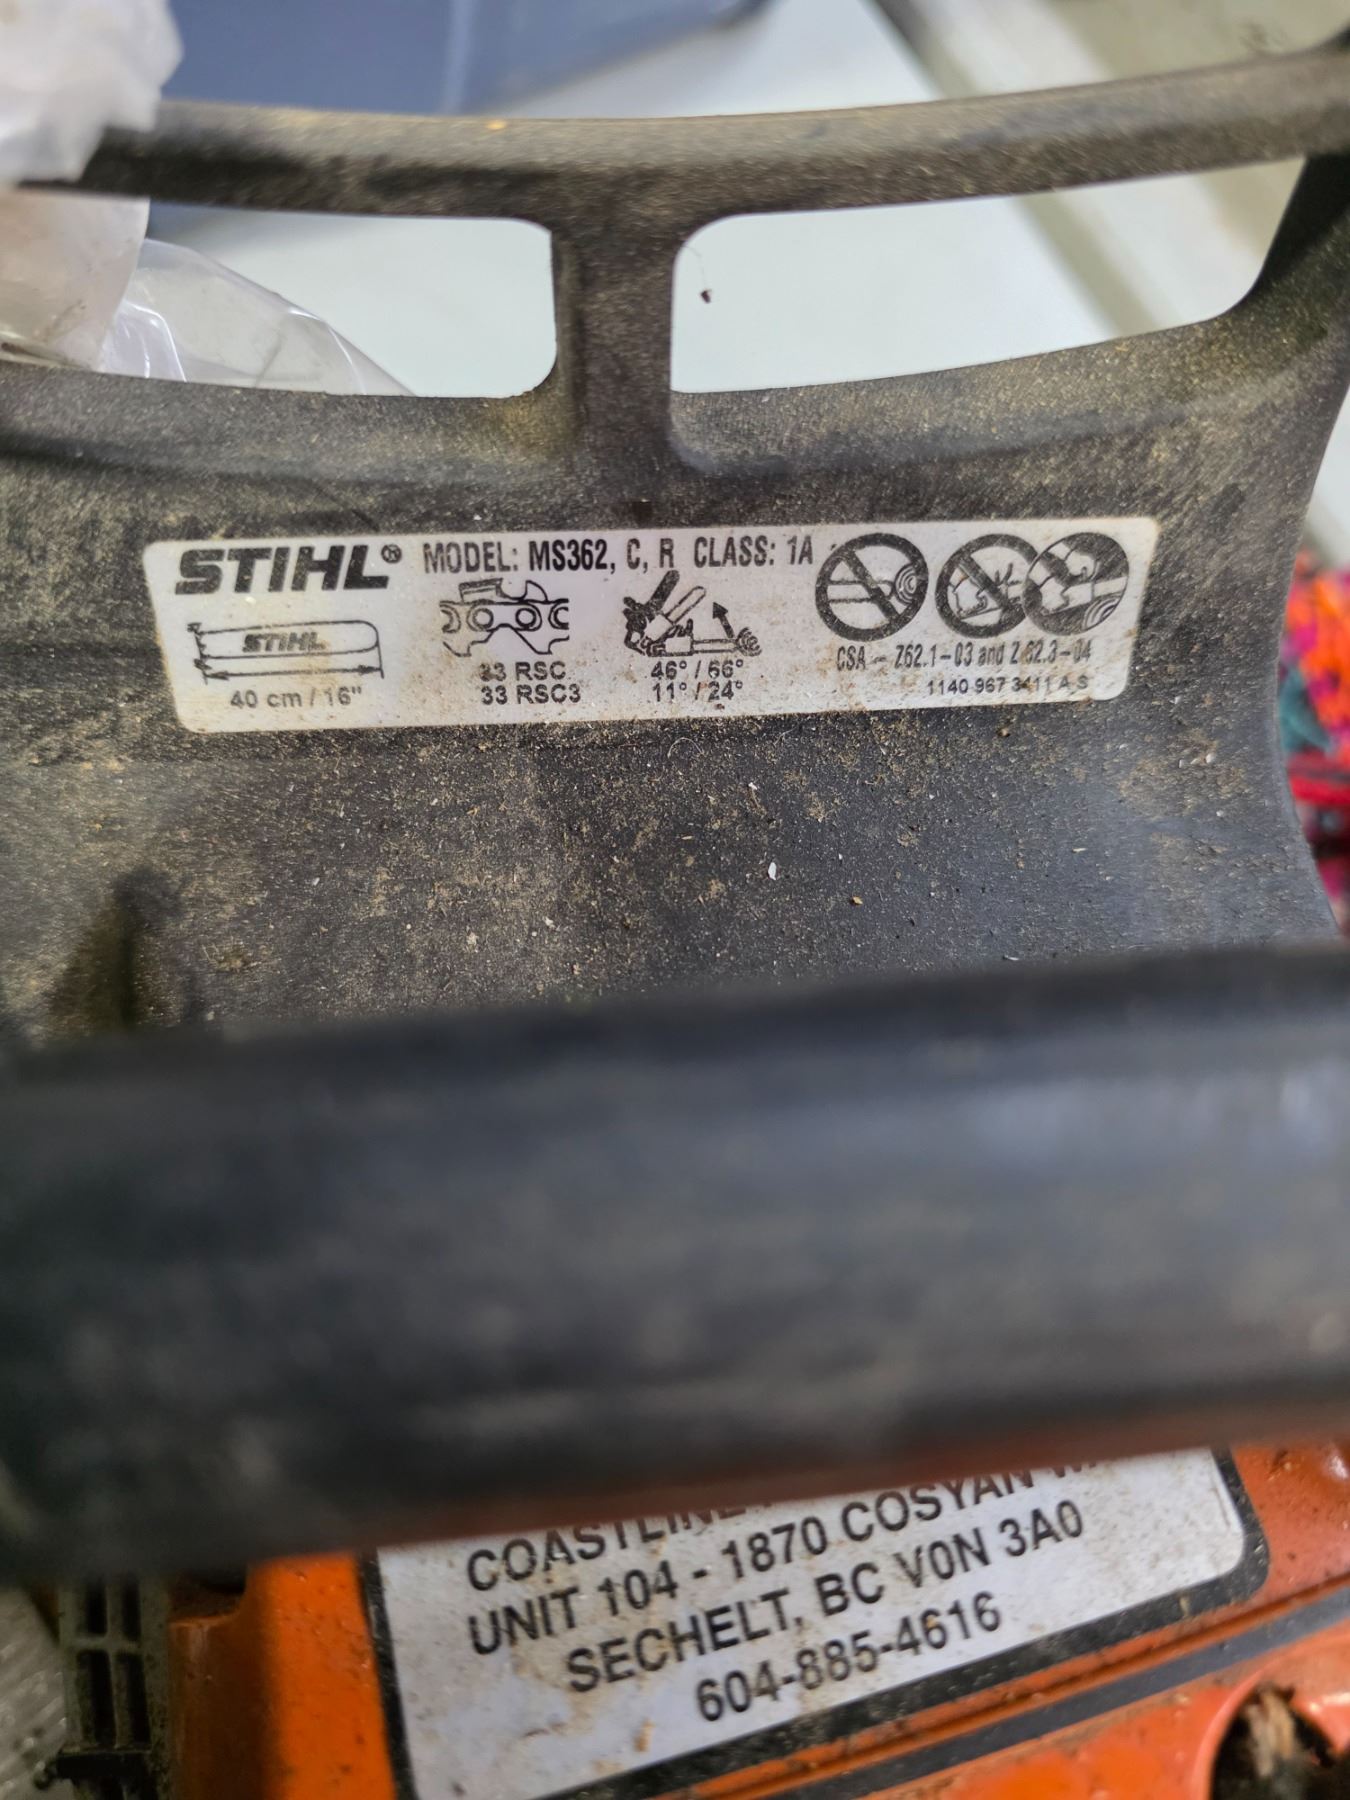 STIHL® MODEL: MS362, C, R CLASS: 1A
STIHL
40 cm / 16"
33 RSC
33 RSC3
46° / 66°
11° / 24°
CSA - Z62.1-03 and Z62.3-04
1140 967 3411 A S
COASTLINE
UNIT 104 - 1870 COSYAN
SECHELT, BC V0N 3A0
604-885-4616